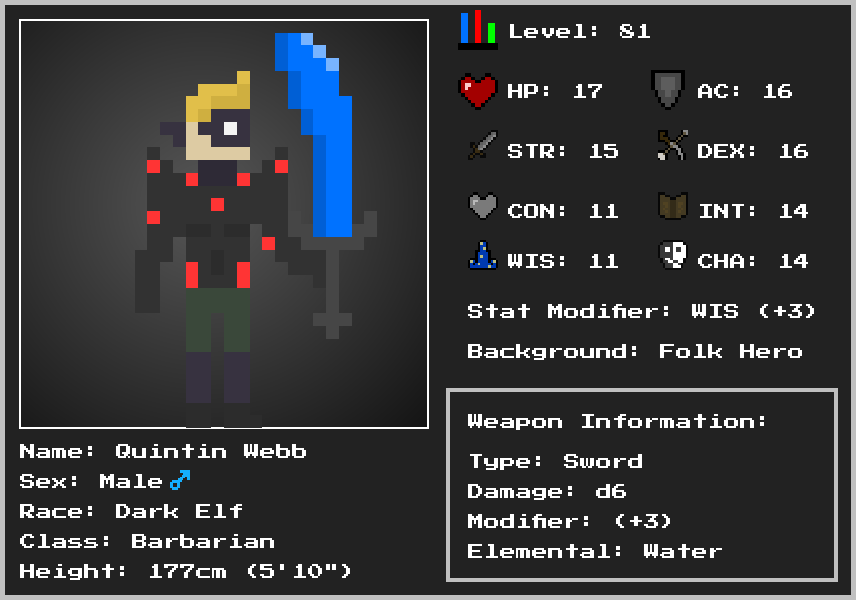 Level: 81
HP: 17 AC: 16
STR: 15 DEX: 16
CON: 11 INT: 14
WIS: 11 CHA: 14
Stat Modifier: WIS (+3)
Background: Folk Hero
Weapon Information:
Type: Sword
Damage: d6
Modifier: (+3)
Elemental: Water
Name: Quintin Webb
Sex: Male♂
Race: Dark Elf
Class: Barbarian
Height: 177cm (5'10")